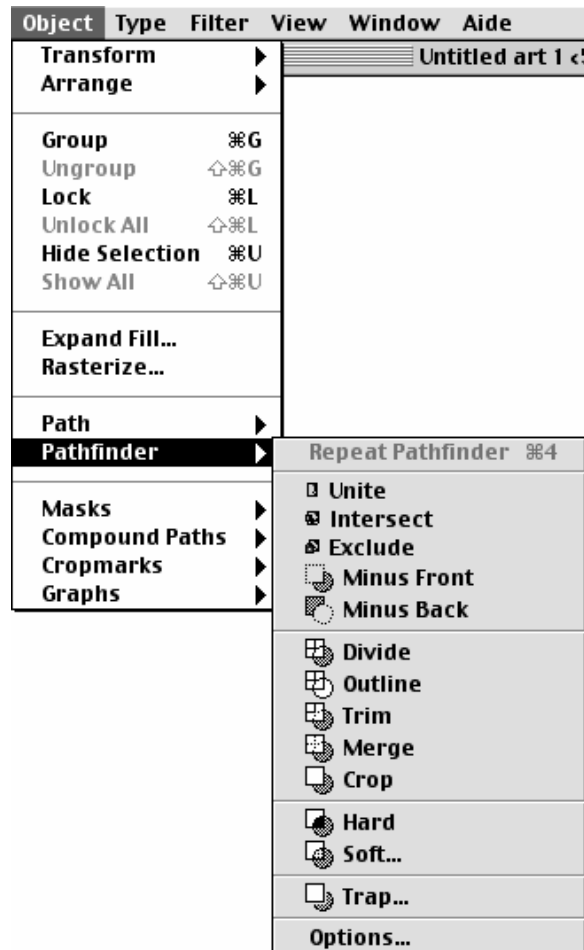 Object Type Filter View Window Aide
Untitled art 1 <5
Transform
Arrange
Group ⌘G
Ungroup ⇧⌘G
Lock ⌘L
Unlock All ⇧⌘L
Hide Selection ⌘U
Show All ⇧⌘U
Expand Fill...
Rasterize...
Path
Pathfinder
Masks
Compound Paths
Cropmarks
Graphs
Repeat Pathfinder ⌘4
Unite
Intersect
Exclude
Minus Front
Minus Back
Divide
Outline
Trim
Merge
Crop
Hard
Soft...
Trap...
Options...